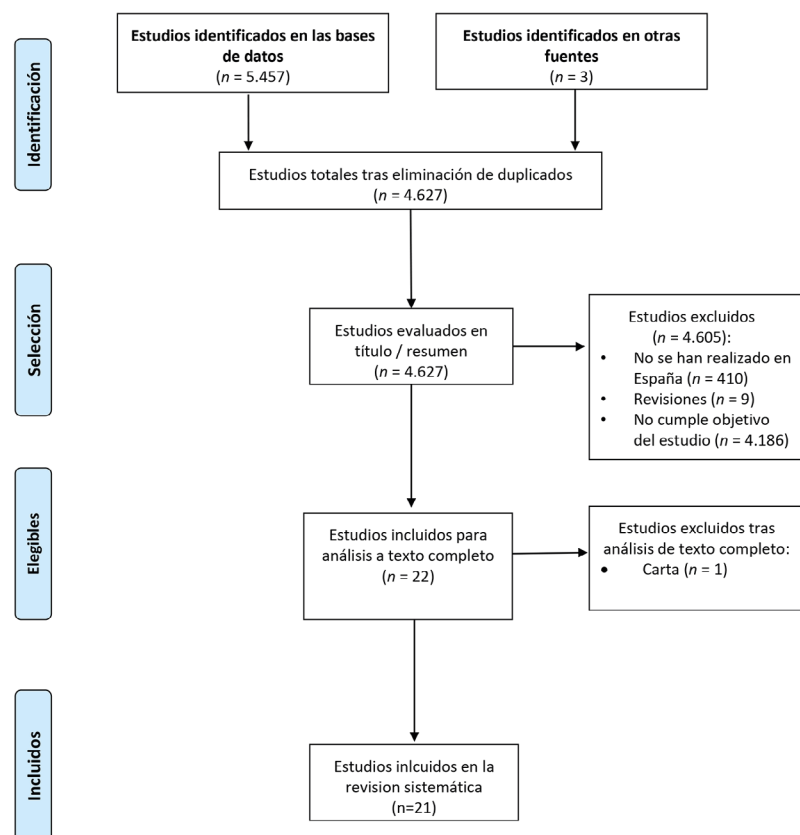 Identificación
Estudios identificados en las bases
de datos
(n = 5.457)
Estudios identificados en otras
fuentes
(n = 3)
Estudios totales tras eliminación de duplicados
(n = 4.627)
Selección
Estudios evaluados en
título / resumen
(n = 4.627)
Estudios excluidos
(n = 4.605):
• No se han realizado en
España (n = 410)
• Revisiones (n = 9)
• No cumple objetivo
del estudio (n = 4.186)
Elegibles
Estudios incluidos para
análisis a texto completo
(n = 22)
Estudios excluidos tras
análisis de texto completo:
• Carta (n = 1)
Incluidos
Estudios inlcuidos en la
revision sistemática
(n=21)